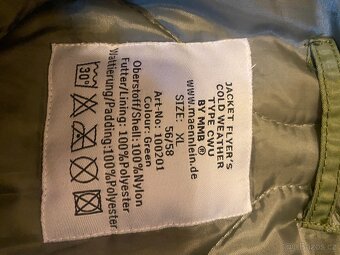 JACKET FLYER'S
COLD WEATHER
TYPE CWU
BY MMB ®
SIZE: XL
www.maennlein.de
56/58
Art-No: 100201
Colour: Green
Oberstoff/Shell: 100% Nylon
Futter/Lining: 100% Polyester
Wattierung/Padding:100% Polyester
30°